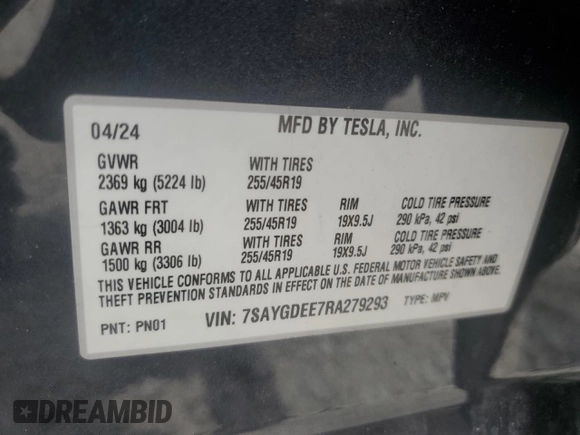 04/24 MFD BY TESLA, INC.
GVWR WITH TIRES
2369 kg (5224 lb) 255/45R19
GAWR FRT WITH TIRES RIM COLD TIRE PRESSURE
1363 kg (3004 lb) 255/45R19 19X9.5J 290 kPa, 42 psi
GAWR RR WITH TIRES RIM COLD TIRE PRESSURE
1500 kg (3306 lb) 255/45R19 19X9.5J 290 kPa, 42 psi
THIS VEHICLE CONFORMS TO ALL APPLICABLE U.S. FEDERAL MOTOR VEHICLE SAFETY AND
THEFT PREVENTION STANDARDS IN EFFECT ON THE DATE OF MANUFACTURE SHOWN ABOVE.
PNT: PN01 VIN: 7SAYGDEE7RA279293 TYPE: MPV
DREAMBID